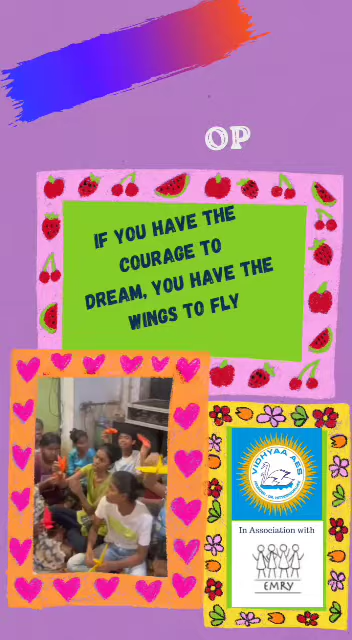 OP
IF YOU HAVE THE
COURAGE TO
DREAM, YOU HAVE THE
WINGS TO FLY
VIDHYAA ABS
In Association with
EMRY